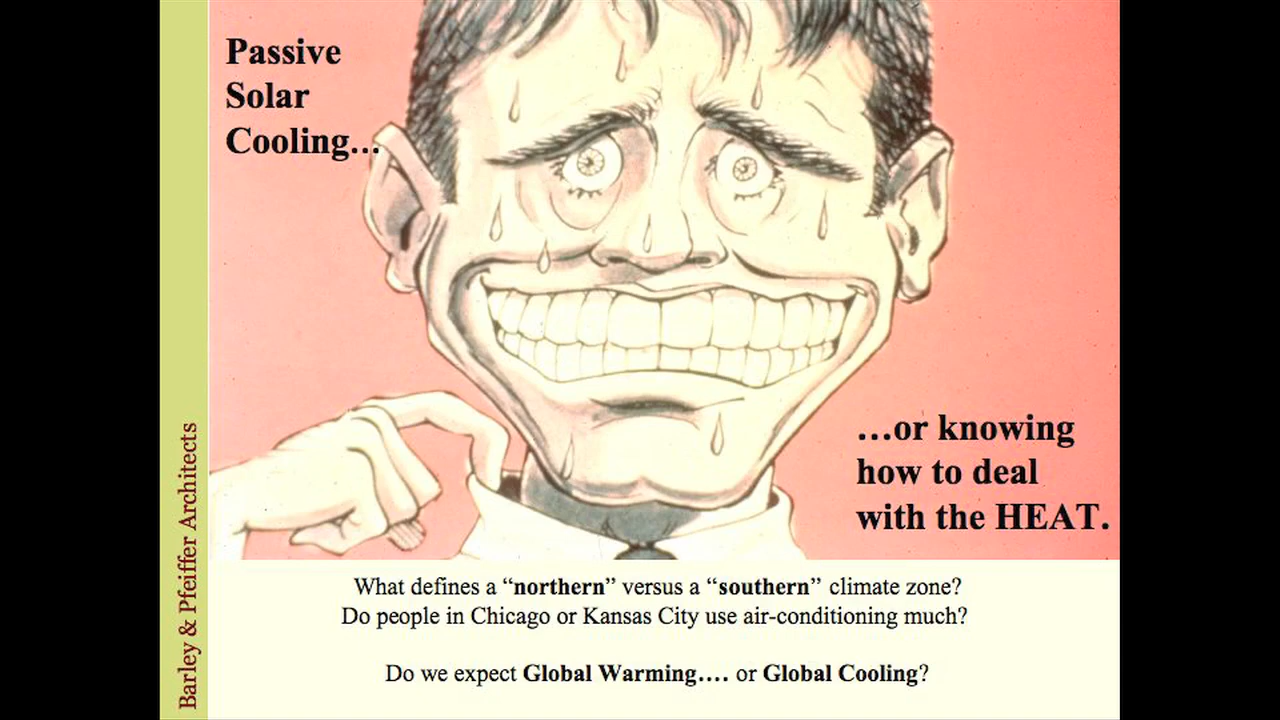 Passive
Solar
Cooling…
…or knowing
how to deal
with the HEAT.
What defines a “northern” versus a “southern” climate zone?
Do people in Chicago or Kansas City use air-conditioning much?
Do we expect Global Warming…. or Global Cooling?
Barley & Pfeiffer Architects